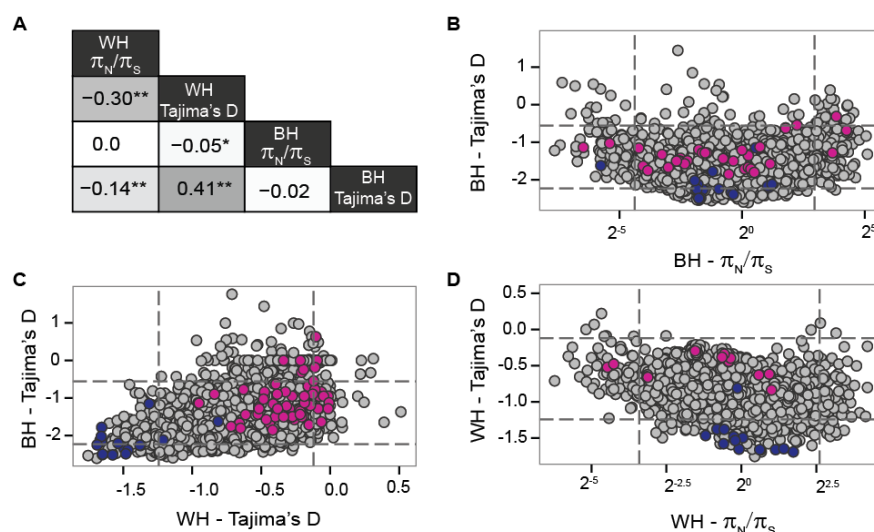 A
WH
πN/πS
−0.30**
WH
Tajima's D
0.0
−0.05*
BH
πN/πS
−0.14**
0.41**
−0.02
BH
Tajima's D
B
BH - Tajima's D
1
0
-1
-2
2-5
20
25
BH - πN/πS
C
BH - Tajima's D
1
0
-1
-2
-1.5
-1.0
-0.5
0.0
0.5
WH - Tajima's D
D
WH - Tajima's D
0.5
0.0
-0.5
-1.0
-1.5
2-5
2-2.5
20
22.5
WH - πN/πS